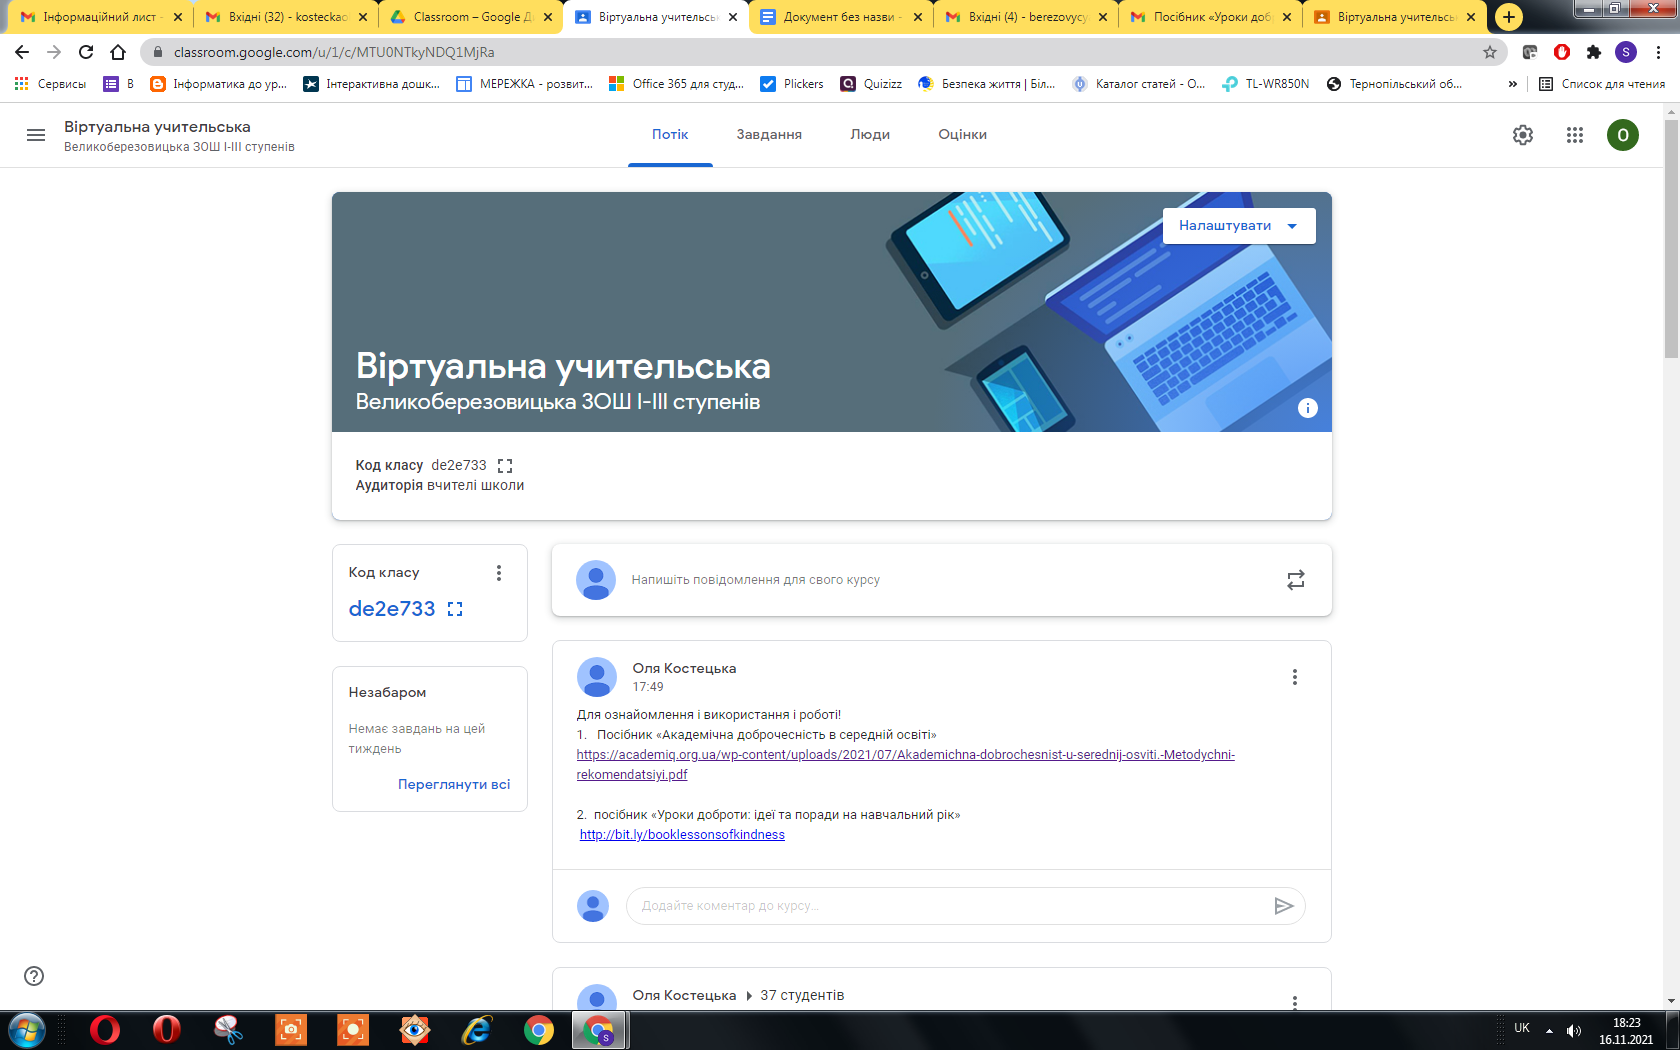 Інформаційний лист -
Вхідні (32) - kosteckao
Classroom – Google Д
Віртуальна учительсь
Документ без назви -
Вхідні (4) - berezovycya
Посібник «Уроки доб
Віртуальна учительсь
classroom.google.com/u/1/c/MTU0NTkyNDQ1MjRa
S
Сервисы
В
Інформатика до ур...
Інтерактивна дошк...
МЕРЕЖКА - розвит...
Office 365 для студ...
Plickers
Quizizz
Безпека життя | Біл...
Каталог статей - О...
TL-WR850N
Тернопільський об...
»
Список для чтения
Віртуальна учительська
Великоберезовицька ЗОШ І-ІІІ ступенів
Потік
Завдання
Люди
Оцінки
О
Налаштувати
Віртуальна учительська
Великоберезовицька ЗОШ І-ІІІ ступенів
Код класу de2e733
Аудиторія вчителі школи
Код класу
de2e733
Незабаром
Немає завдань на цей
тиждень
Переглянути всі
Напишіть повідомлення для свого курсу
Оля Костецька
17:49
Для ознайомлення і використання і роботі!
1. Посібник «Академічна доброчесність в середній освіті»
https://academiq.org.ua/wp-content/uploads/2021/07/Akademichna-dobrochesnist-u-serednij-osviti.-Metodychni-
rekomendatsiyi.pdf
2. посібник «Уроки доброти: ідеї та поради на навчальний рік»
http://bit.ly/booklessonsofkindness
Додайте коментар до курсу...
Оля Костецька 37 студентів
UK
18:23
16.11.2021